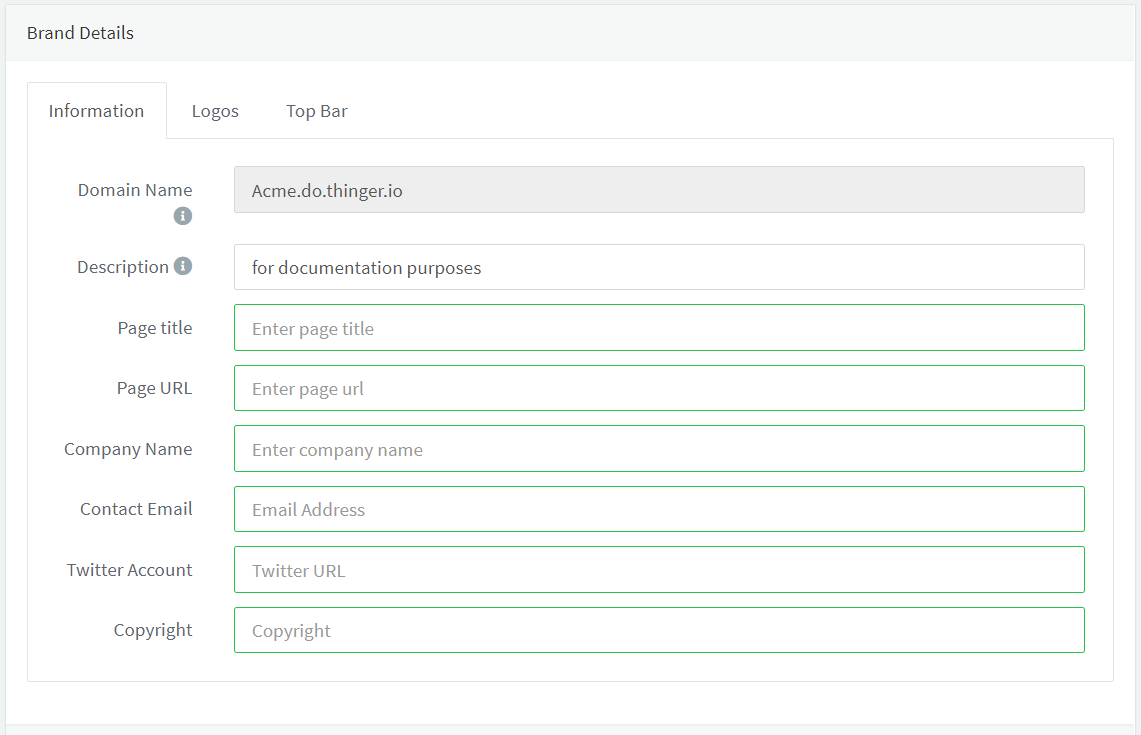 Brand Details
Information Logos Top Bar
Domain Name Acme.do.thinger.io
Description for documentation purposes
Page title Enter page title
Page URL Enter page url
Company Name Enter company name
Contact Email Email Address
Twitter Account Twitter URL
Copyright Copyright